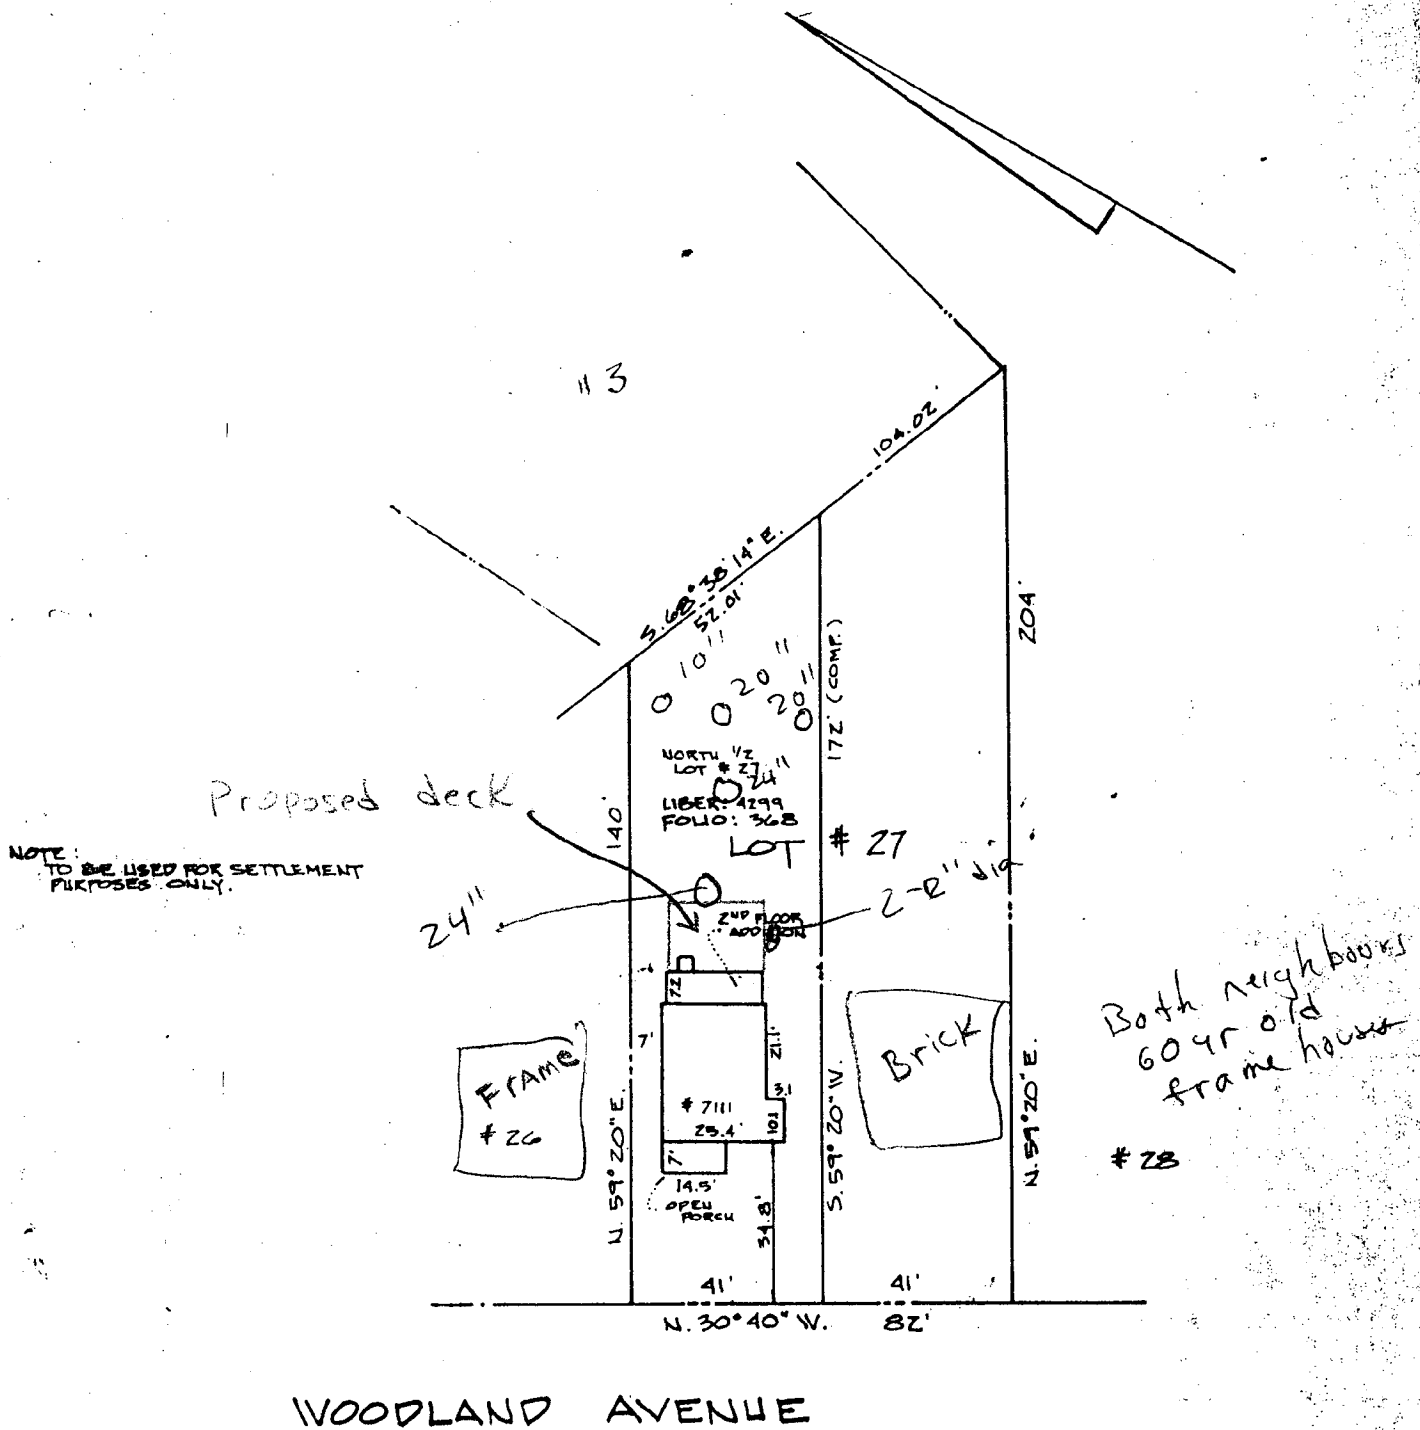 "3
104.02'
S. 68° 38' 14" E.
52.01'
10"
20"
20"
204'
172' (COMP.)
NORTH 1/2
LOT # 27
24"
LIBER: 4299
FOLIO: 368
LOT # 27
Proposed deck
140'
NOTE:
TO BE USED FOR SETTLEMENT
PURPOSES ONLY.
24"
2ND FLOOR
ADDITION
dia
7.2
7'
21.1'
3.1
10.1
# 7111
25.4'
7'
14.5'
OPEN
PORCH
34.8'
Frame
# 26
Brick
Both neighbours
60 yr old
frame houses
# 28
N. 59° 20" E.
S. 59° 20" W.
N. 59° 20' E.
41'
41'
N. 30° 40" W.
82'
WOODLAND AVENUE